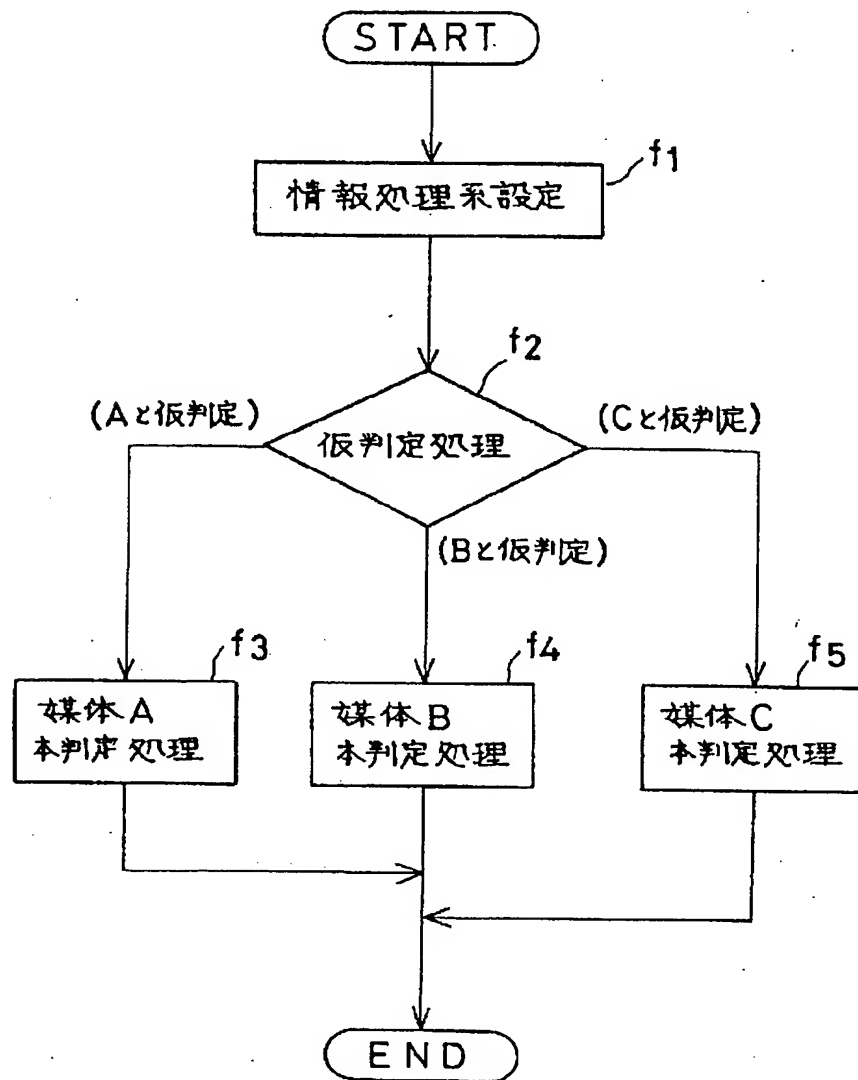 START
f1
情報処理系設定
f2
(Aと仮判定)
(Cと仮判定)
仮判定処理
(Bと仮判定)
f3
f4
f5
媒体A
本判定処理
媒体B
本判定処理
媒体C
本判定処理
END